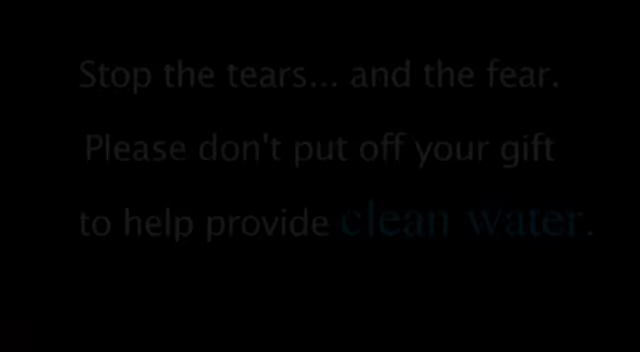 Stop the tears... and the fear.
Please don't put off your gift
to help provide clean water.